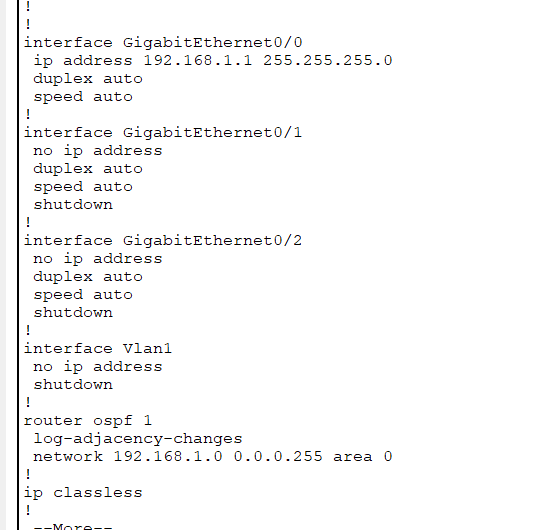 !
!
interface GigabitEthernet0/0
 ip address 192.168.1.1 255.255.255.0
 duplex auto
 speed auto
!
interface GigabitEthernet0/1
 no ip address
 duplex auto
 speed auto
 shutdown
!
interface GigabitEthernet0/2
 no ip address
 duplex auto
 speed auto
 shutdown
!
interface Vlan1
 no ip address
 shutdown
!
router ospf 1
 log-adjacency-changes
 network 192.168.1.0 0.0.0.255 area 0
!
ip classless
!
 --More--